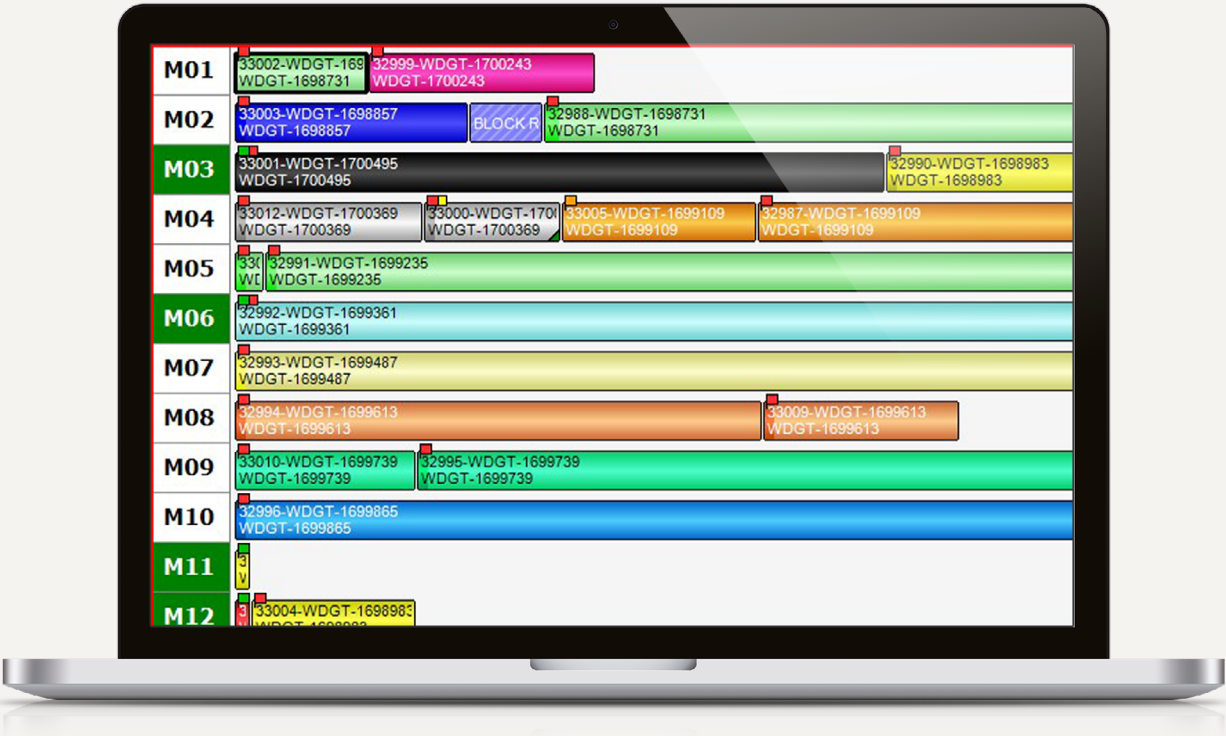 M01
33002-WDGT-169
WDGT-1698731
32999-WDGT-1700243
WDGT-1700243
M02
33003-WDGT-1698857
WDGT-1698857
BLOCK R
32988-WDGT-1698731
WDGT-1698731
M03
33001-WDGT-1700495
WDGT-1700495
32990-WDGT-1698983
WDGT-1698983
M04
33012-WDGT-1700369
WDGT-1700369
33000-WDGT-170
WDGT-1700369
33005-WDGT-1699109
WDGT-1699109
32987-WDGT-1699109
WDGT-1699109
M05
32991-WDGT-1699235
WDGT-1699235
M06
32992-WDGT-1699361
WDGT-1699361
M07
32993-WDGT-1699487
WDGT-1699487
M08
32994-WDGT-1699613
WDGT-1699613
33009-WDGT-1699613
WDGT-1699613
M09
33010-WDGT-1699739
WDGT-1699739
32995-WDGT-1699739
WDGT-1699739
M10
32996-WDGT-1699865
WDGT-1699865
M11
3
M12
3
33004-WDGT-1698983
WDGT-1698983